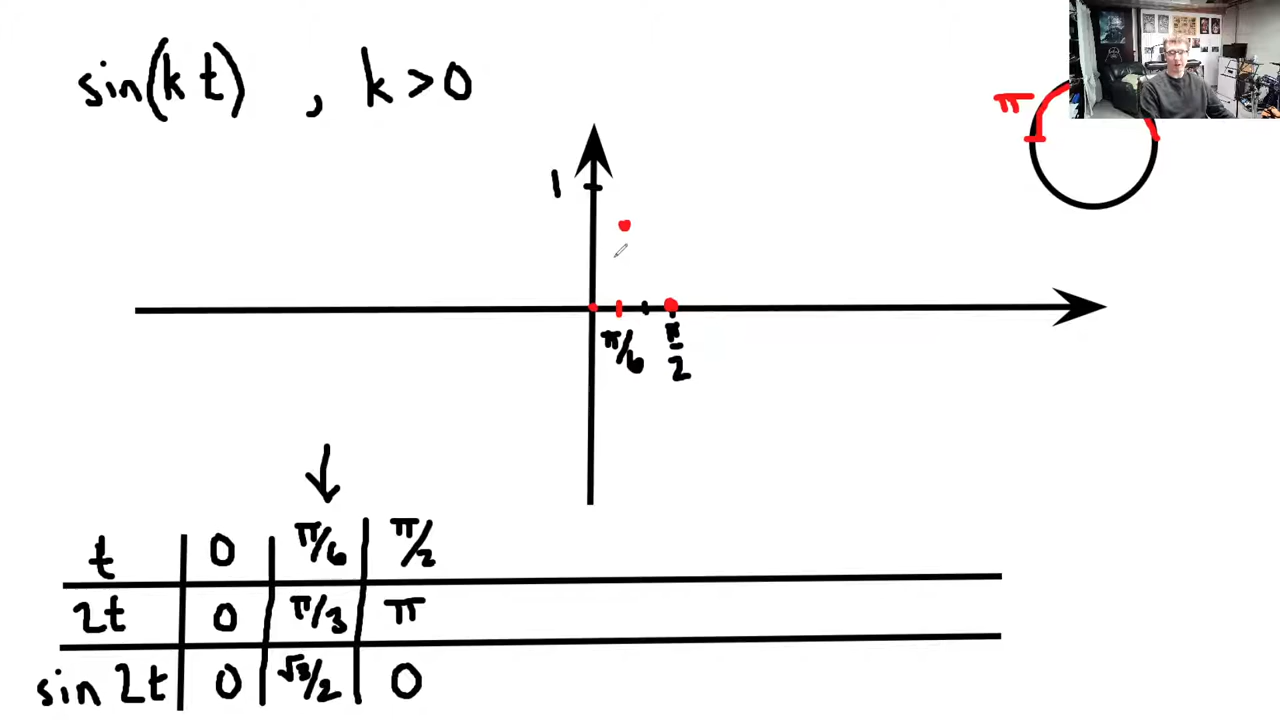 sin(kt) , k > 0
π
1
π/6
π/2
t 0 π/6 π/2
2t 0 π/3 π
sin 2t 0 √3/2 0